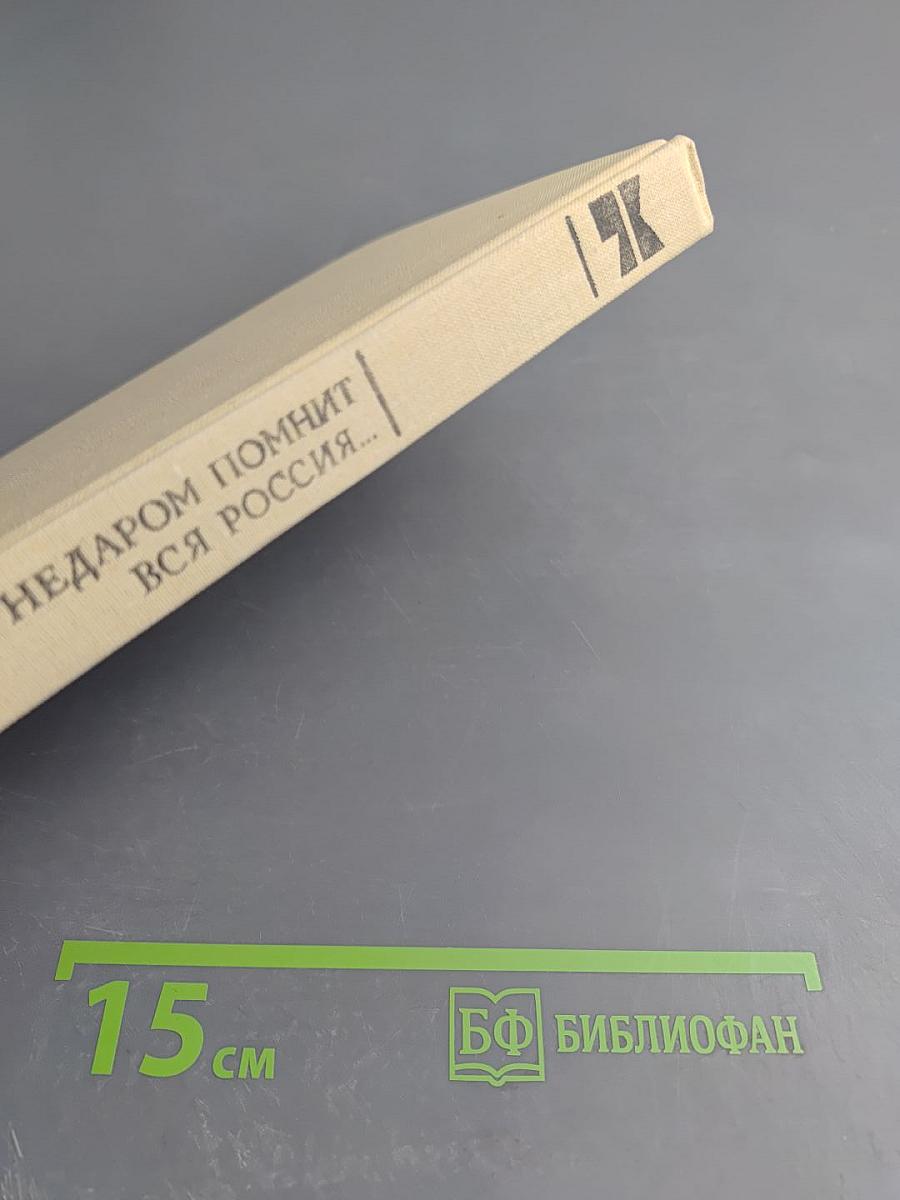 НЕДАРОМ ПОМНИТ
ВСЯ РОССИЯ...
15 см
БФ БИБЛИОФАН